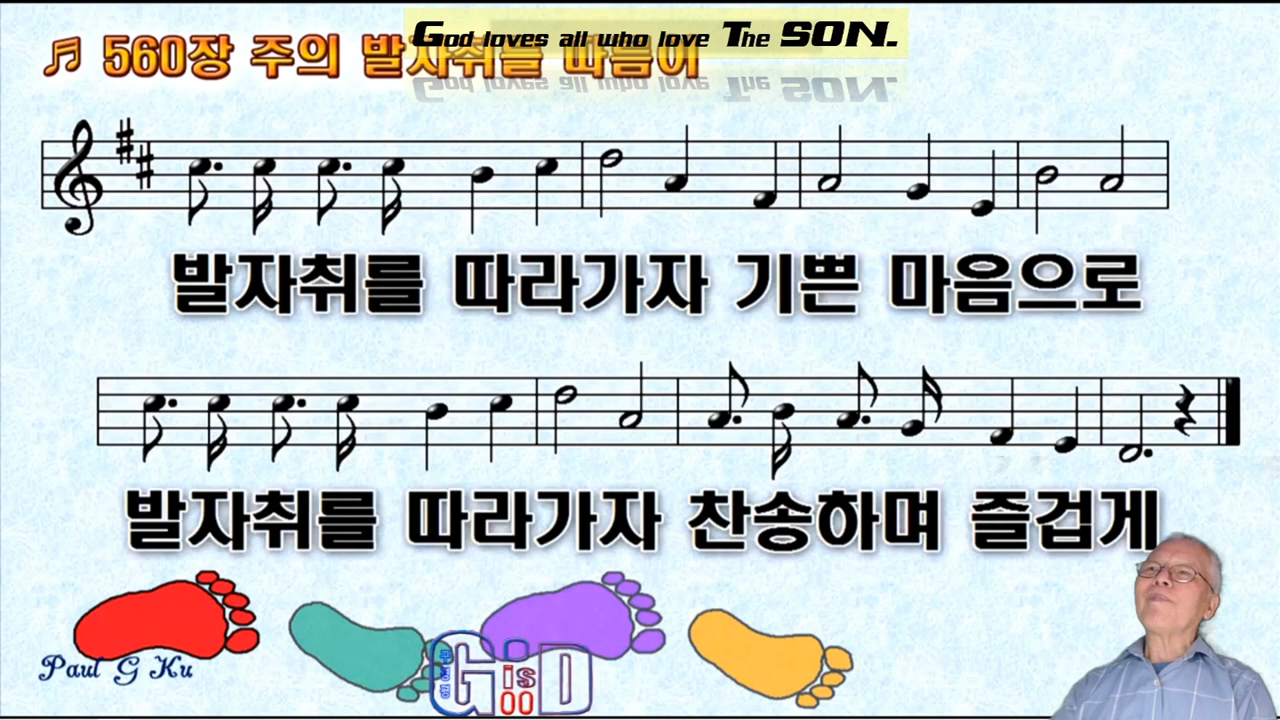 God loves all who love The SON.
560장 주의 발자취를 따름이
발자취를 따라가자 기쁜 마음으로
발자취를 따라가자 찬송하며 즐겁게
Paul G Ku
GOD
is